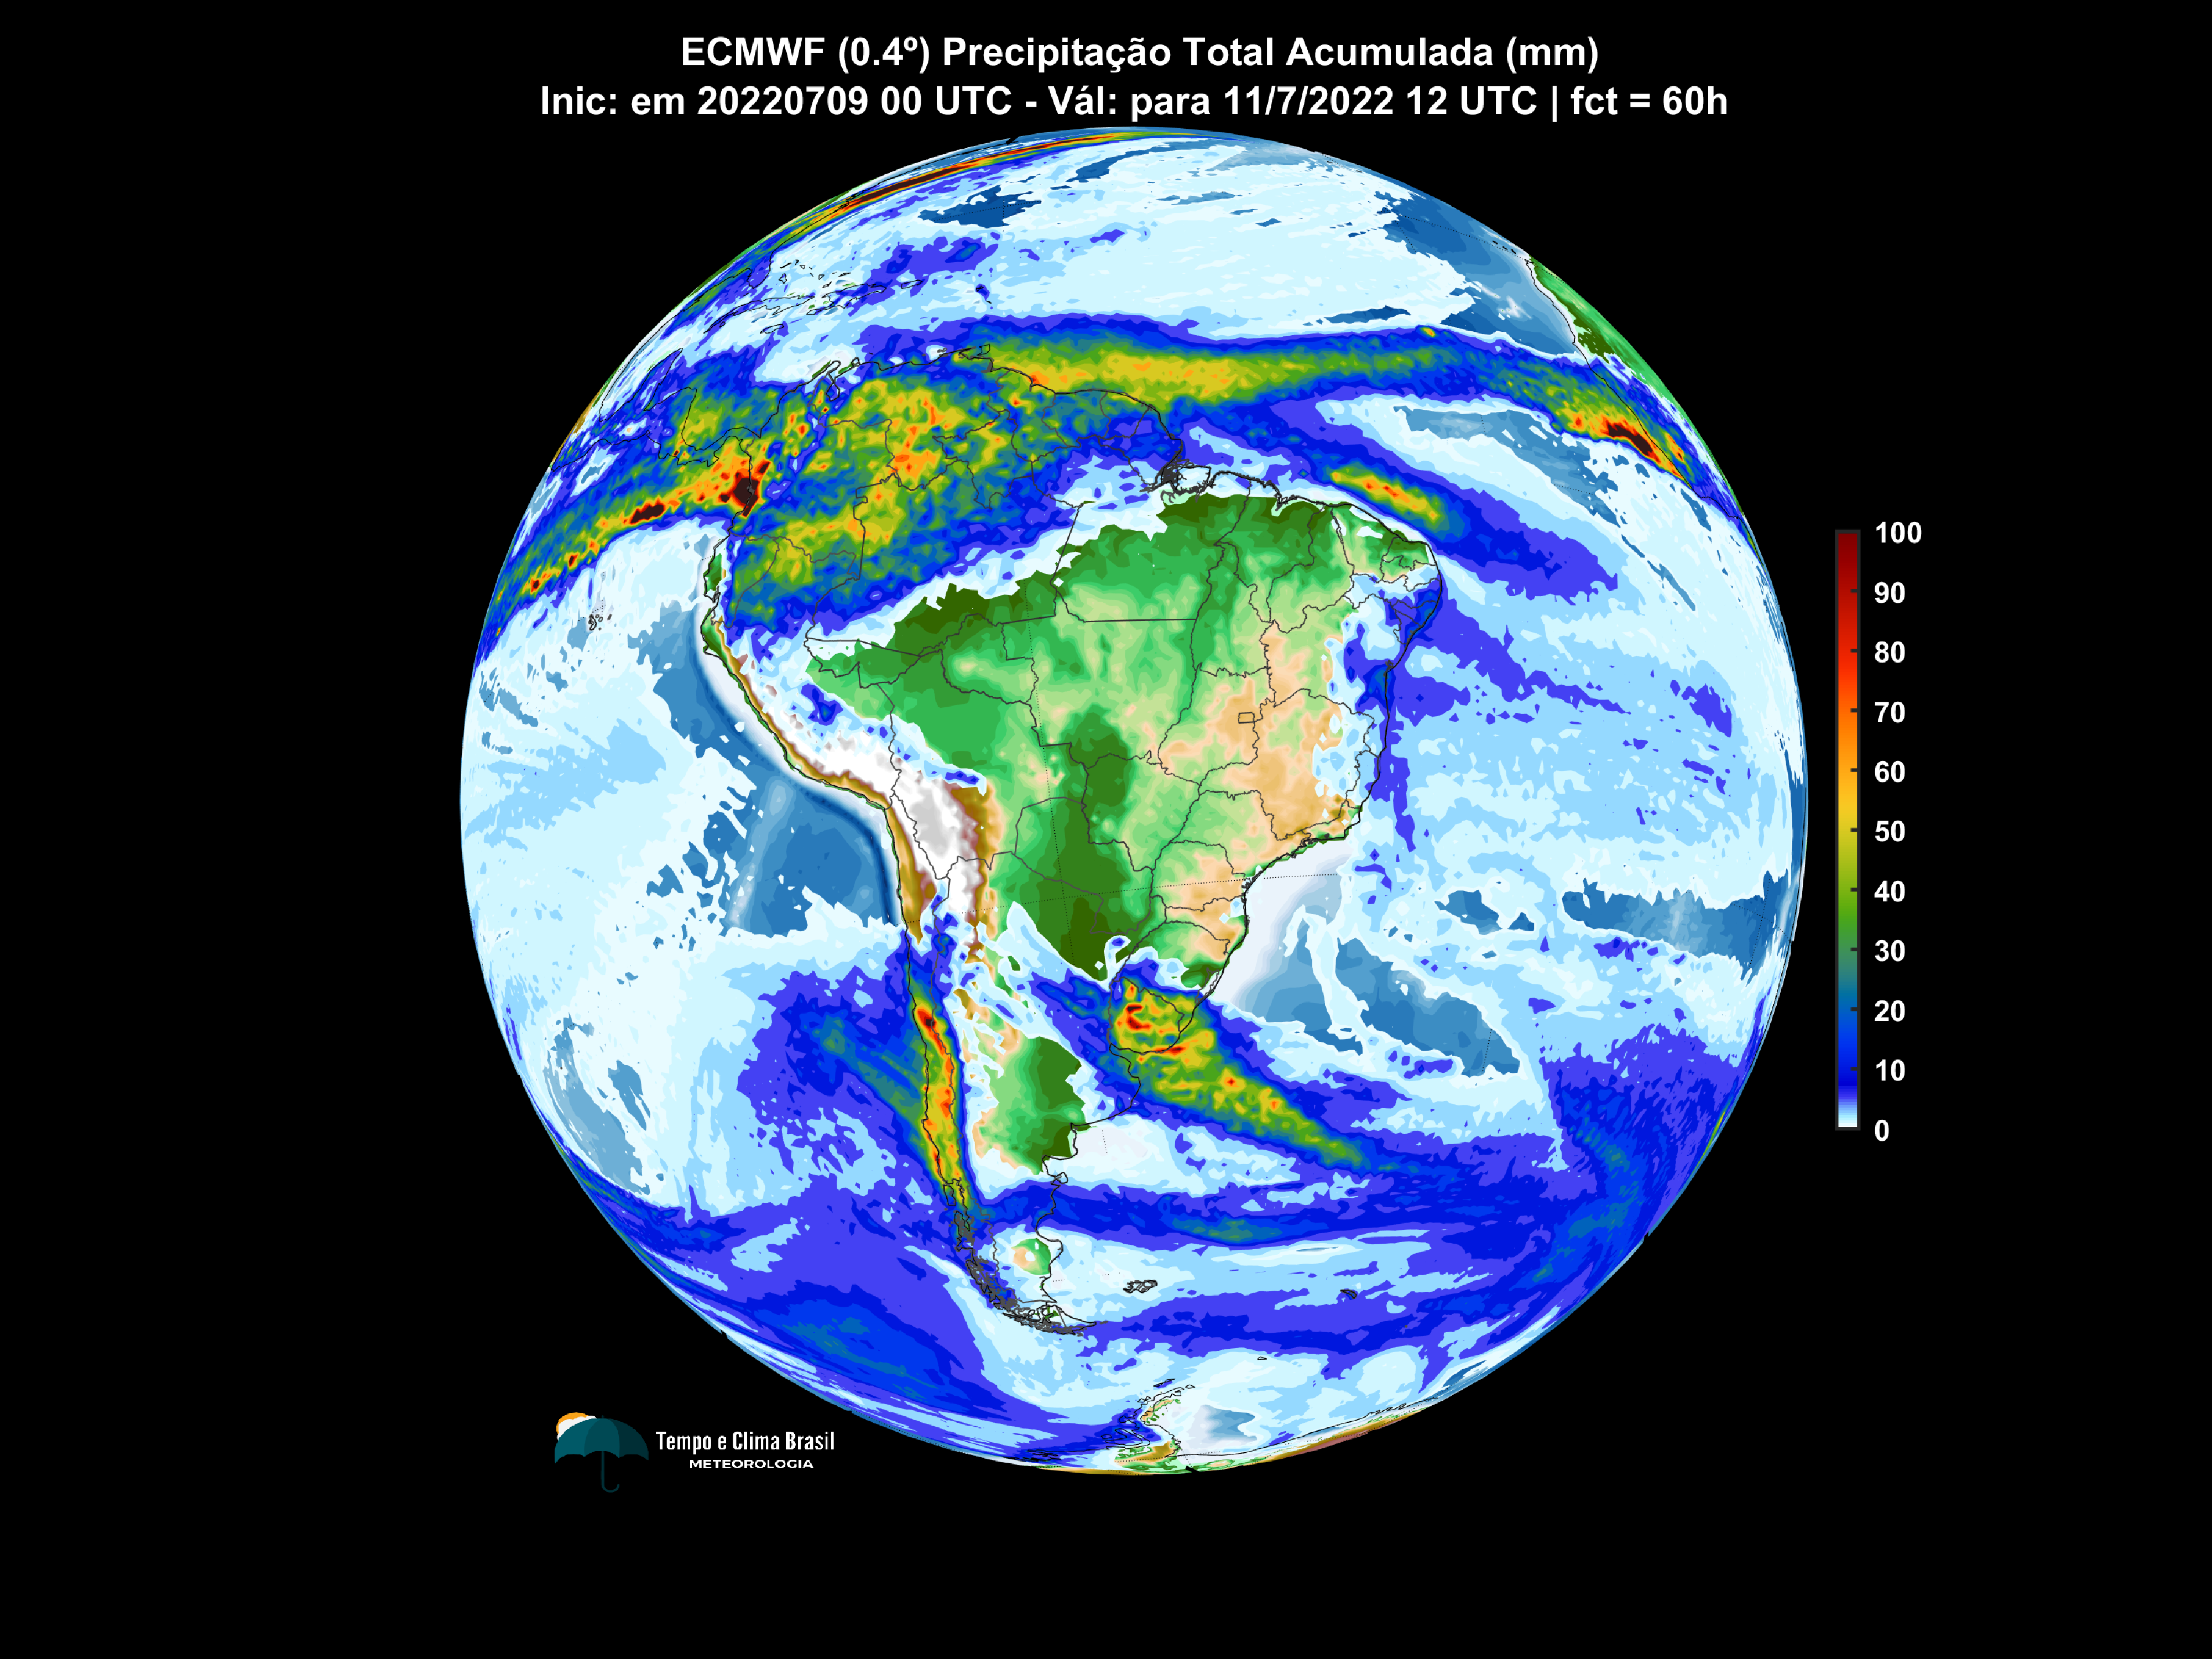 ECMWF (0.4º) Precipitação Total Acumulada (mm)
Inic: em 20220709 00 UTC - Vál: para 11/7/2022 12 UTC | fct = 60h
100
90
80
70
60
50
40
30
20
10
0
Tempo e Clima Brasil
METEOROLOGIA